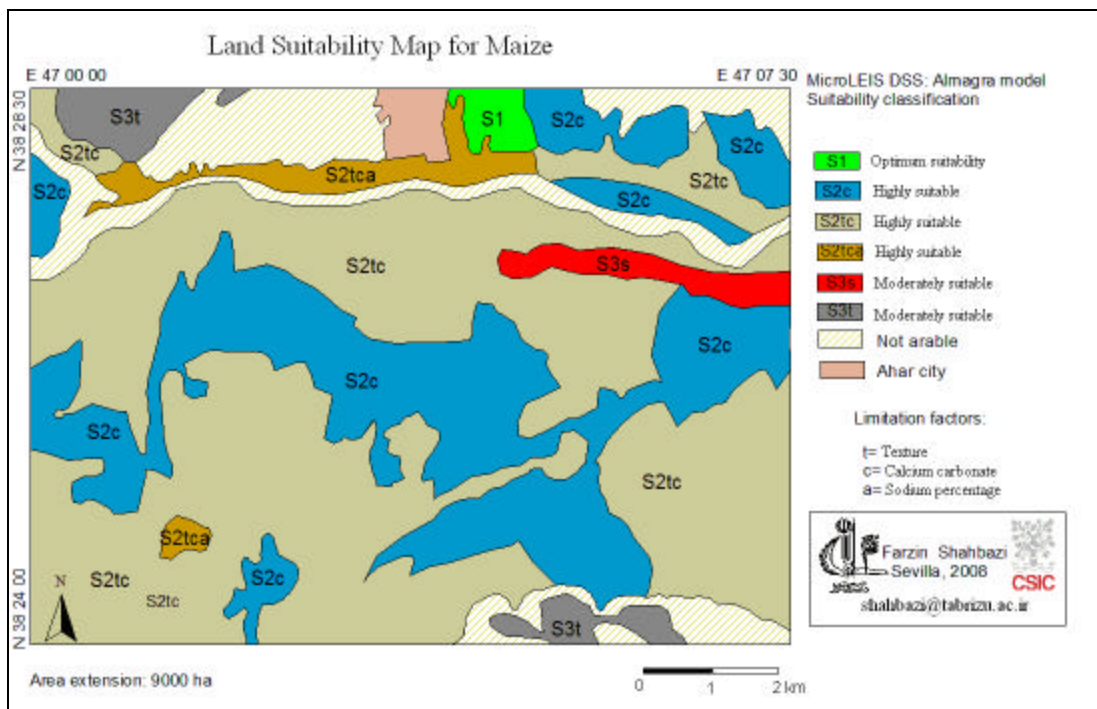 Land Suitability Map for Maize
E 47 00 00
E 47 07 30
N 38 28 30
N 38 24 00
MicroLEIS DSS: Almagra model
Suitability classification
S3t
S1
S2c
S2c
S2tc
S2tc
S2tca
S2c
S2c
S2tc
S3s
S2c
S2c
S2c
S2tc
S2tca
S2tc
S2tc
S2c
S3t
N
S1 Optimum suitability
S2c Highly suitable
S2tc Highly suitable
S2tca Highly suitable
S3s Moderately suitable
S3t Moderately suitable
Not arable
Ahar city
Limitation factors:
t= Texture
c= Calcium carbonate
a= Sodium percentage
Farzin Shahbazi
Sevilla, 2008
CSIC
shahbazi@tabrizu.ac.ir
Area extension: 9000 ha
0 1 2 km